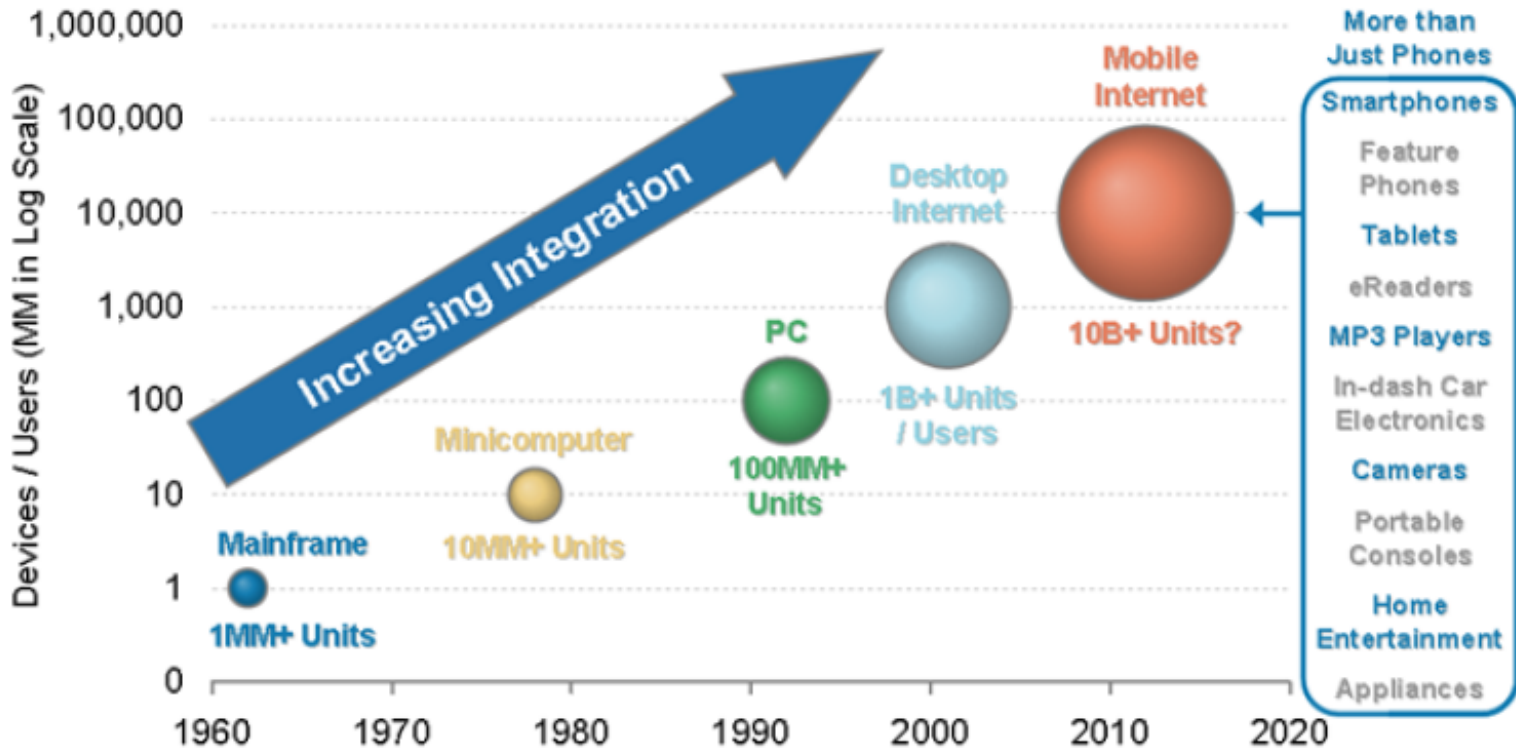 1,000,000
100,000
10,000
1,000
100
10
1
0
Devices / Users (MM in Log Scale)
1960
1970
1980
1990
2000
2010
2020
Increasing Integration
Mainframe
1MM+ Units
Minicomputer
10MM+ Units
PC
100MM+
Units
Desktop
Internet
1B+ Units
/ Users
Mobile
Internet
10B+ Units?
More than
Just Phones
Smartphones
Feature
Phones
Tablets
eReaders
MP3 Players
In-dash Car
Electronics
Cameras
Portable
Consoles
Home
Entertainment
Appliances